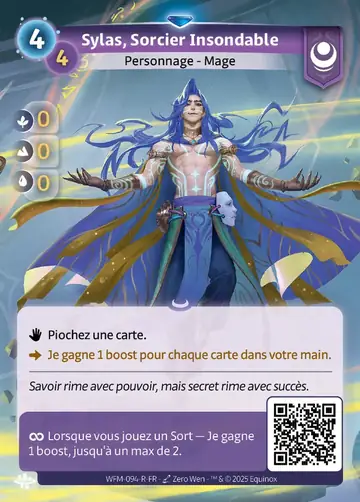 4
4
Sylas, Sorcier Insondable
Personnage - Mage
0
0
0
Piochez une carte.
Je gagne 1 boost pour chaque carte dans votre main.
Savoir rime avec pouvoir, mais secret rime avec succès.
∞ Lorsque vous jouez un Sort — Je gagne
1 boost, jusqu'à un max de 2.
WFM-094-R-FR - Zero Wen - ™ & © 2025 Equinox